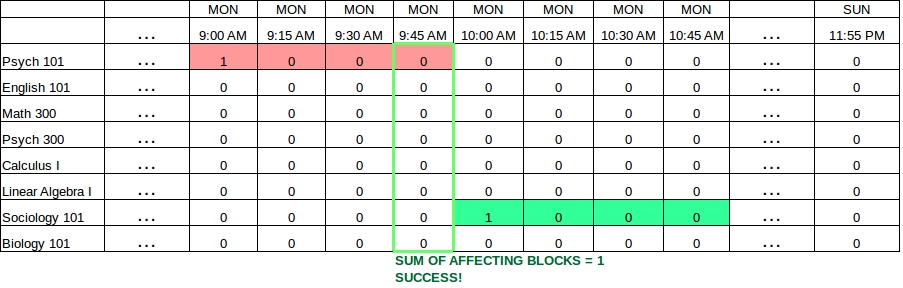 MON MON MON MON MON MON MON MON SUN
... 9:00 AM 9:15 AM 9:30 AM 9:45 AM 10:00 AM 10:15 AM 10:30 AM 10:45 AM ... 11:55 PM
Psych 101 ... 1 0 0 0 0 0 0 0 ... 0
English 101 ... 0 0 0 0 0 0 0 0 ... 0
Math 300 ... 0 0 0 0 0 0 0 0 ... 0
Psych 300 ... 0 0 0 0 0 0 0 0 ... 0
Calculus I ... 0 0 0 0 0 0 0 0 ... 0
Linear Algebra I ... 0 0 0 0 0 0 0 0 ... 0
Sociology 101 ... 0 0 0 0 1 0 0 0 ... 0
Biology 101 ... 0 0 0 0 0 0 0 0 ... 0
SUM OF AFFECTING BLOCKS = 1
SUCCESS!